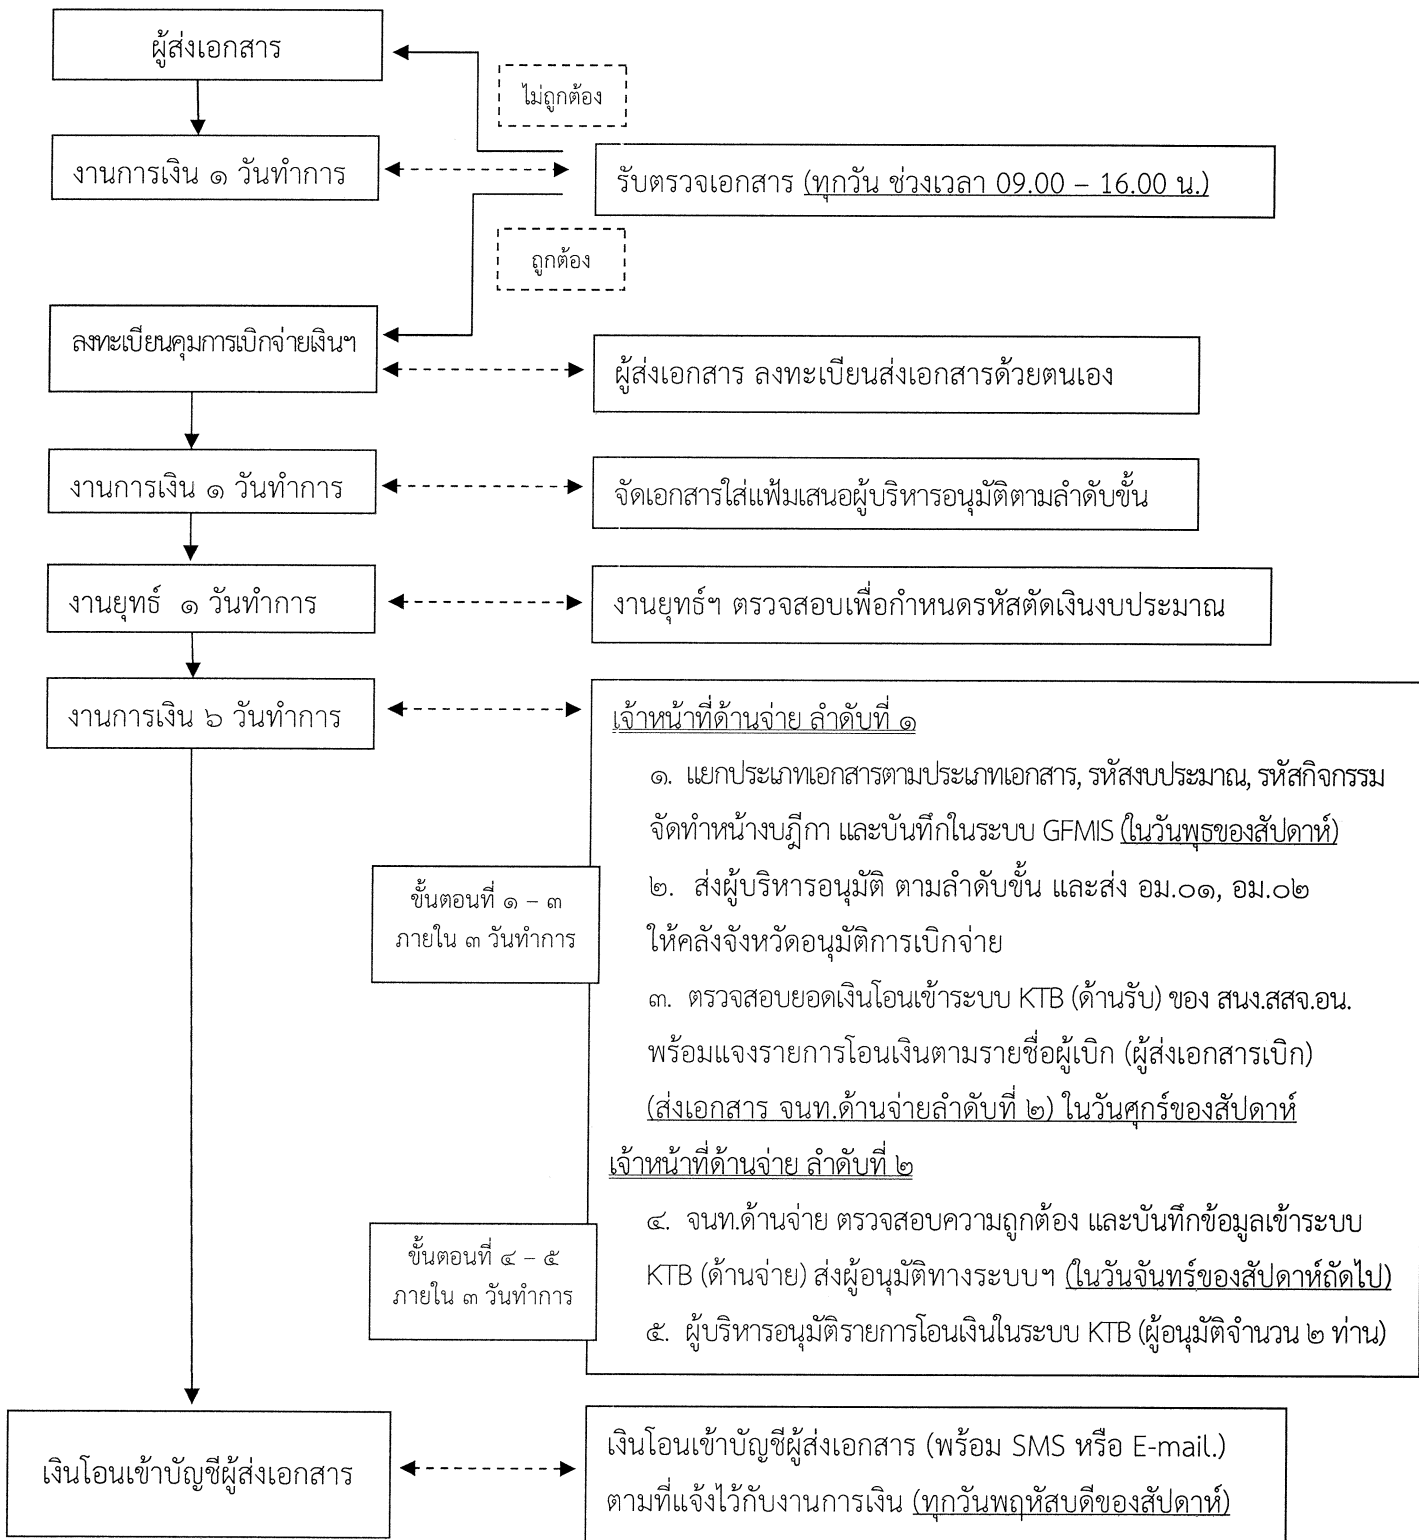 ผู้ส่งเอกสาร
ไม่ถูกต้อง
งานการเงิน ๑ วันทำการ
รับตรวจเอกสาร (ทุกวัน ช่วงเวลา 09.00 – 16.00 น.)
ถูกต้อง
ลงทะเบียนคุมการเบิกจ่ายเงินฯ
ผู้ส่งเอกสาร ลงทะเบียนส่งเอกสารด้วยตนเอง
งานการเงิน ๑ วันทำการ
จัดเอกสารใส่แฟ้มเสนอผู้บริหารอนุมัติตามลำดับขั้น
งานยุทธ์ ๑ วันทำการ
งานยุทธ์ฯ ตรวจสอบเพื่อกำหนดรหัสตัดเงินงบประมาณ
งานการเงิน ๖ วันทำการ
เจ้าหน้าที่ด้านจ่าย ลำดับที่ ๑
๑. แยกประเภทเอกสารตามประเภทเอกสาร, รหัสงบประมาณ, รหัสกิจกรรม
จัดทำหน้างบฎีกา และบันทึกในระบบ GFMIS (ในวันพุธของสัปดาห์)
ขั้นตอนที่ ๑ – ๓
ภายใน ๓ วันทำการ
๒. ส่งผู้บริหารอนุมัติ ตามลำดับขั้น และส่ง อม.๐๑, อม.๐๒
ให้คลังจังหวัดอนุมัติการเบิกจ่าย
๓. ตรวจสอบยอดเงินโอนเข้าระบบ KTB (ด้านรับ) ของ สนง.สสจ.อน.
พร้อมแจงรายการโอนเงินตามรายชื่อผู้เบิก (ผู้ส่งเอกสารเบิก)
(ส่งเอกสาร จนท.ด้านจ่ายลำดับที่ ๒) ในวันศุกร์ของสัปดาห์
เจ้าหน้าที่ด้านจ่าย ลำดับที่ ๒
๔. จนท.ด้านจ่าย ตรวจสอบความถูกต้อง และบันทึกข้อมูลเข้าระบบ
KTB (ด้านจ่าย) ส่งผู้อนุมัติทางระบบฯ (ในวันจันทร์ของสัปดาห์ถัดไป)
ขั้นตอนที่ ๔ – ๕
ภายใน ๓ วันทำการ
๕. ผู้บริหารอนุมัติรายการโอนเงินในระบบ KTB (ผู้อนุมัติจำนวน ๒ ท่าน)
เงินโอนเข้าบัญชีผู้ส่งเอกสาร
เงินโอนเข้าบัญชีผู้ส่งเอกสาร (พร้อม SMS หรือ E-mail.)
ตามที่แจ้งไว้กับงานการเงิน (ทุกวันพฤหัสบดีของสัปดาห์)